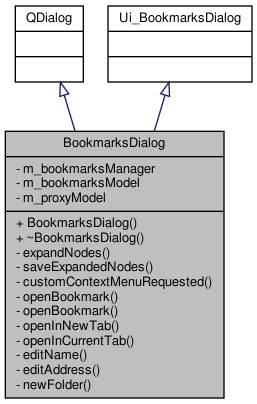 QDialog
Ui_BookmarksDialog
BookmarksDialog
- m_bookmarksManager
- m_bookmarksModel
- m_proxyModel
+ BookmarksDialog()
+ ~BookmarksDialog()
- expandNodes()
- saveExpandedNodes()
- customContextMenuRequested()
- openBookmark()
- openBookmark()
- openInNewTab()
- openInCurrentTab()
- editName()
- editAddress()
- newFolder()